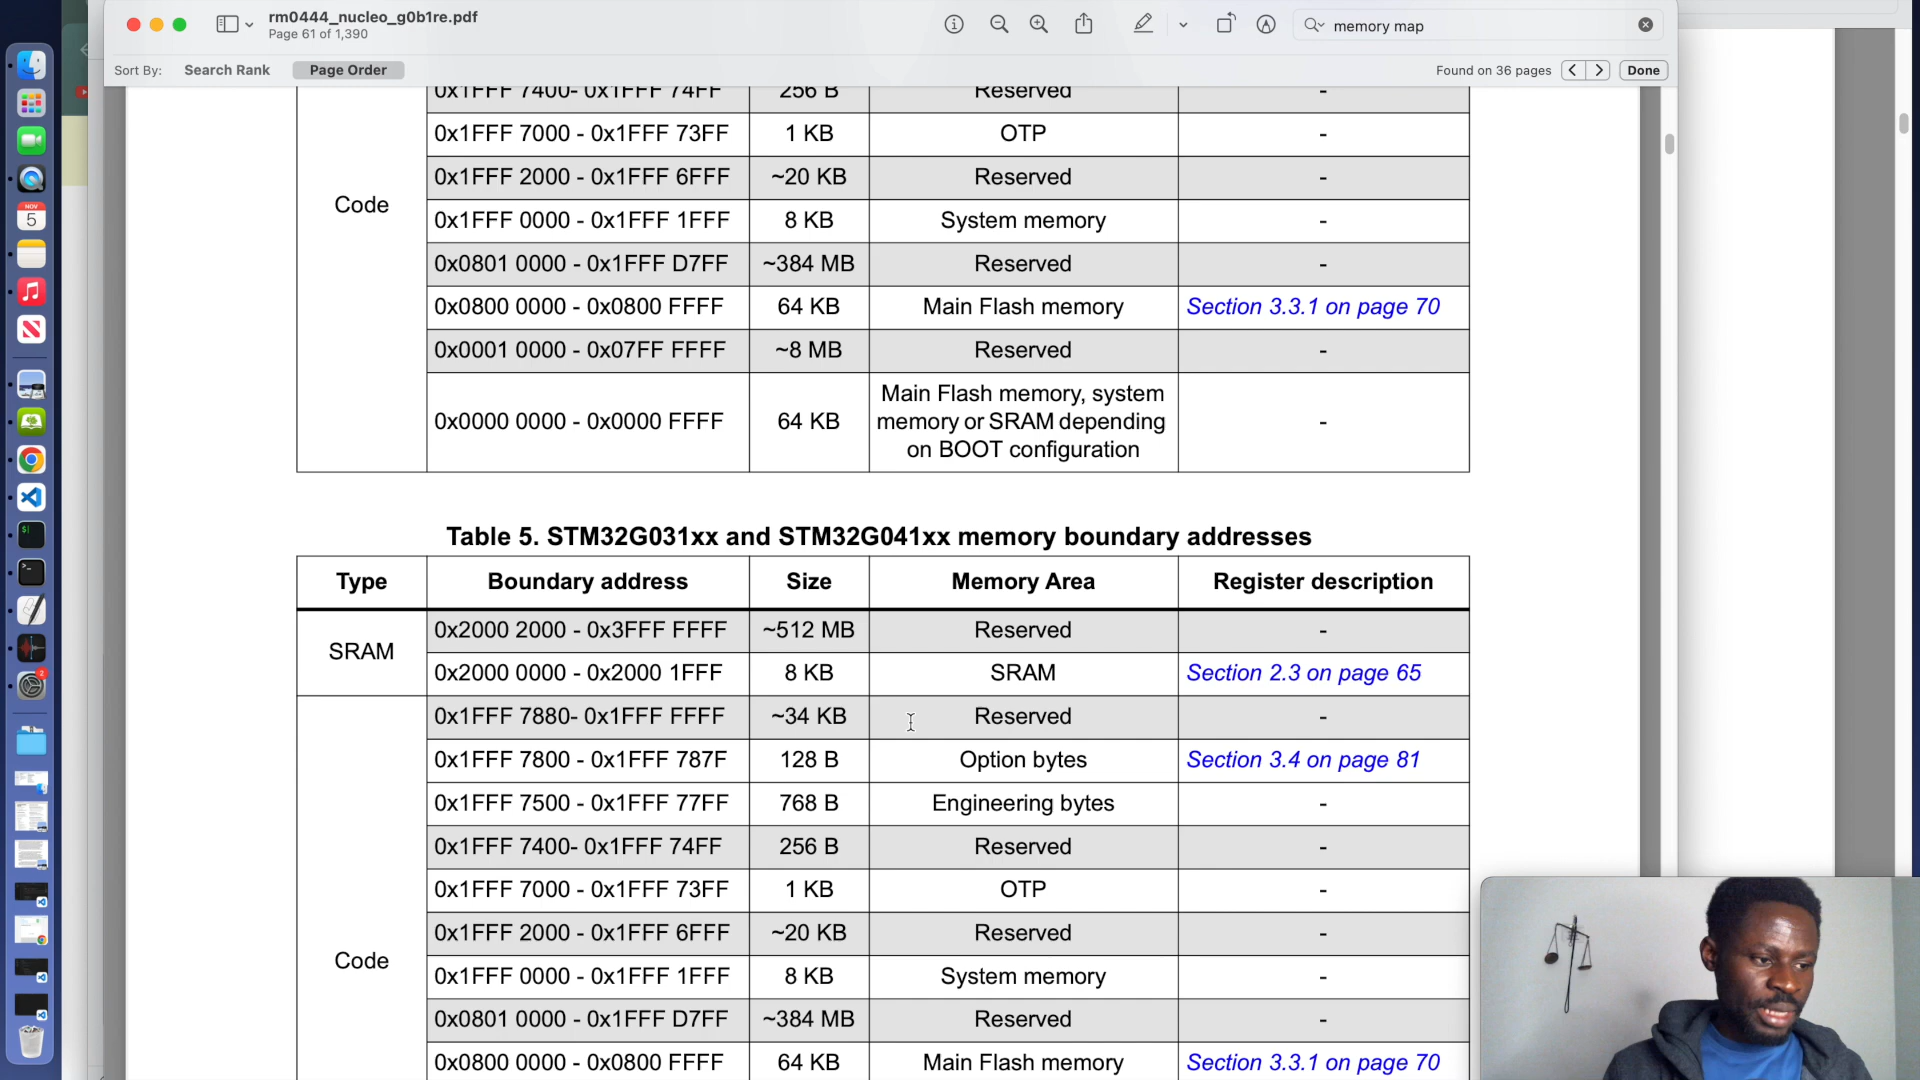 rm0444_nucleo_g0b1re.pdf
Page 61 of 1,390
memory map
Sort By: Search Rank Page Order Found on 36 pages Done
0x1FFF 7400- 0x1FFF 74FF 256 B Reserved -
0x1FFF 7000 - 0x1FFF 73FF 1 KB OTP -
0x1FFF 2000 - 0x1FFF 6FFF ~20 KB Reserved -
Code
0x1FFF 0000 - 0x1FFF 1FFF 8 KB System memory -
0x0801 0000 - 0x1FFF D7FF ~384 MB Reserved -
0x0800 0000 - 0x0800 FFFF 64 KB Main Flash memory Section 3.3.1 on page 70
0x0001 0000 - 0x07FF FFFF ~8 MB Reserved -
Main Flash memory, system
0x0000 0000 - 0x0000 FFFF 64 KB memory or SRAM depending -
on BOOT configuration
Table 5. STM32G031xx and STM32G041xx memory boundary addresses
Type Boundary address Size Memory Area Register description
0x2000 2000 - 0x3FFF FFFF ~512 MB Reserved -
SRAM
0x2000 0000 - 0x2000 1FFF 8 KB SRAM Section 2.3 on page 65
0x1FFF 7880- 0x1FFF FFFF ~34 KB Reserved -
0x1FFF 7800 - 0x1FFF 787F 128 B Option bytes Section 3.4 on page 81
0x1FFF 7500 - 0x1FFF 77FF 768 B Engineering bytes -
0x1FFF 7400- 0x1FFF 74FF 256 B Reserved -
0x1FFF 7000 - 0x1FFF 73FF 1 KB OTP -
0x1FFF 2000 - 0x1FFF 6FFF ~20 KB Reserved -
Code
0x1FFF 0000 - 0x1FFF 1FFF 8 KB System memory -
0x0801 0000 - 0x1FFF D7FF ~384 MB Reserved -
0x0800 0000 - 0x0800 FFFF 64 KB Main Flash memory Section 3.3.1 on page 70
NOV
5
2